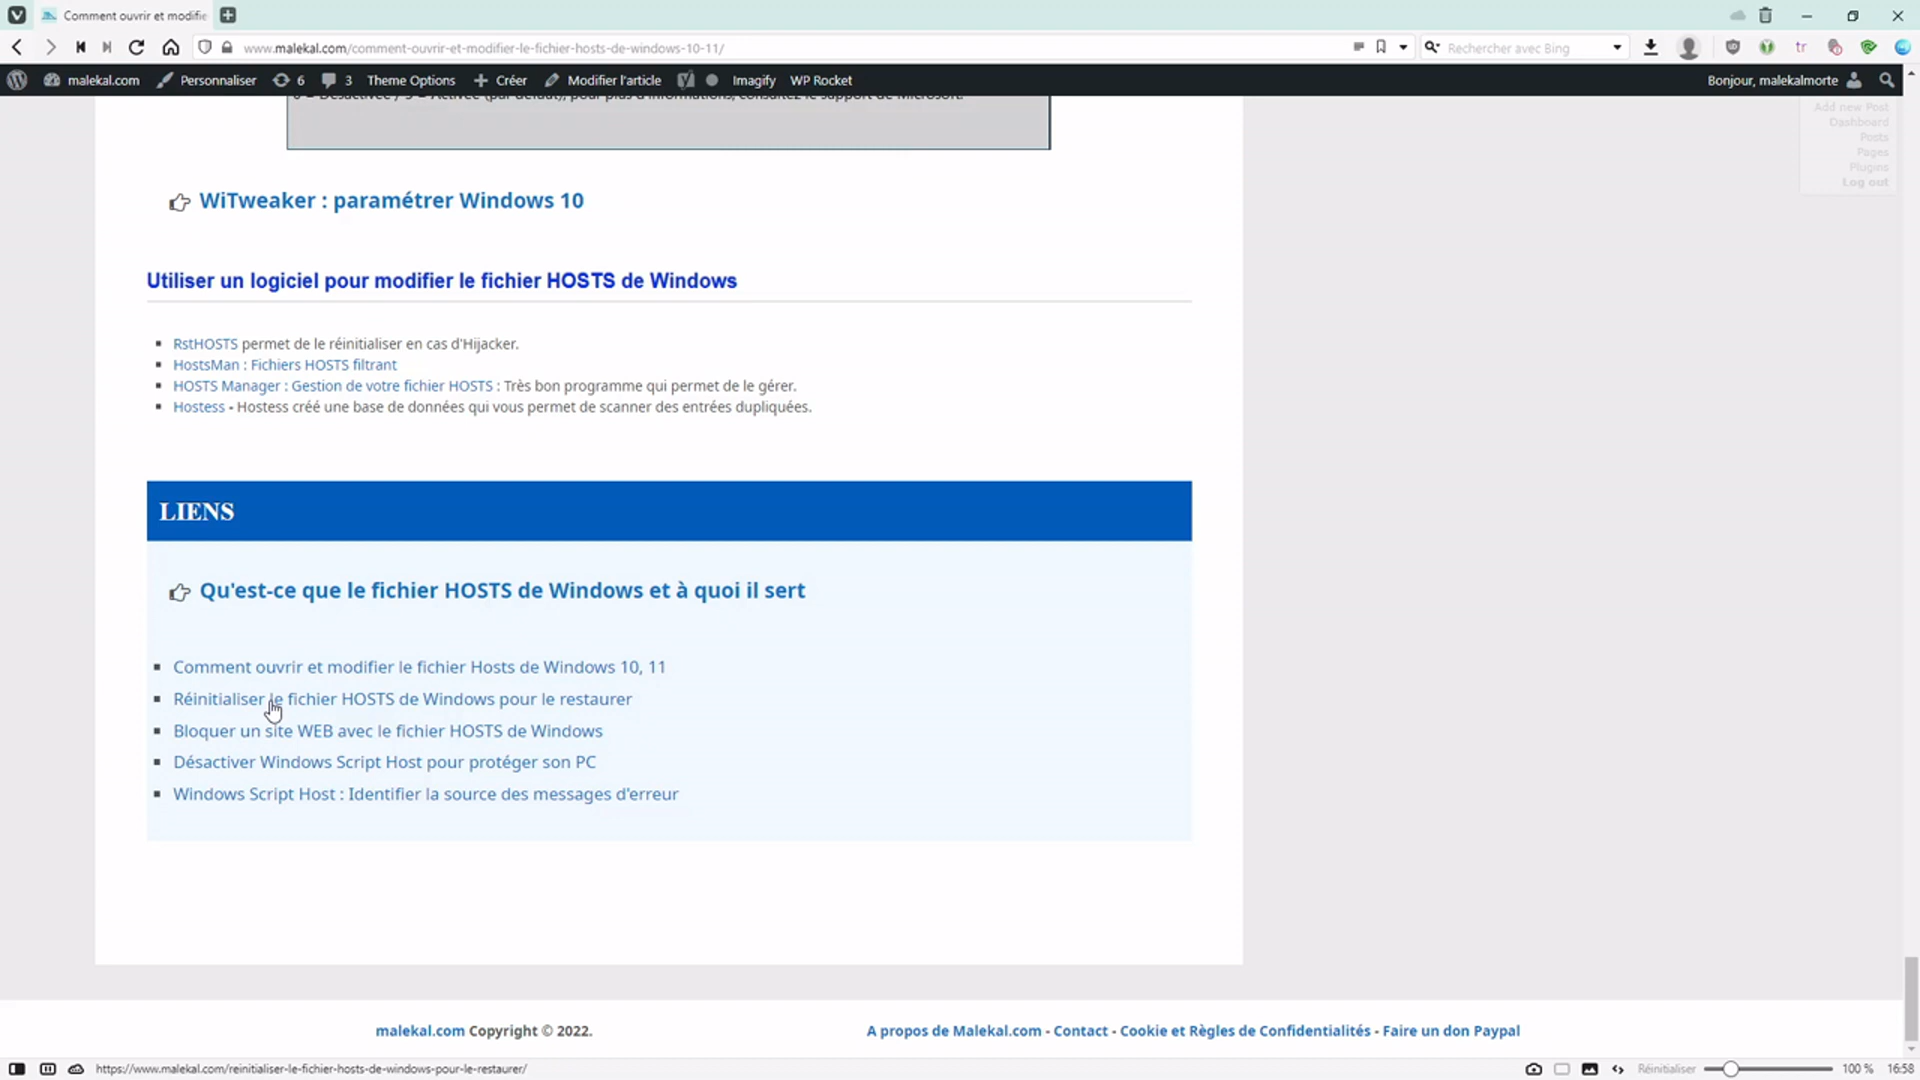 Comment ouvrir et modifie
www.malekal.com/comment-ouvrir-et-modifier-le-fichier-hosts-de-windows-10-11/
Rechercher avec Bing
malekal.com Personnaliser 6 3 Theme Options Créer Modifier l'article Imagify WP Rocket Bonjour, malekalmorte
Add new Post
Dashboard
Posts
Pages
Plugins
Log out
WiTweaker : paramétrer Windows 10
Utiliser un logiciel pour modifier le fichier HOSTS de Windows
RstHOSTS permet de le réinitialiser en cas d'Hijacker.
HostsMan : Fichiers HOSTS filtrant
HOSTS Manager : Gestion de votre fichier HOSTS : Très bon programme qui permet de le gérer.
Hostess - Hostess créé une base de données qui vous permet de scanner des entrées dupliquées.
LIENS
Qu'est-ce que le fichier HOSTS de Windows et à quoi il sert
Comment ouvrir et modifier le fichier Hosts de Windows 10, 11
Réinitialiser le fichier HOSTS de Windows pour le restaurer
Bloquer un site WEB avec le fichier HOSTS de Windows
Désactiver Windows Script Host pour protéger son PC
Windows Script Host : Identifier la source des messages d'erreur
malekal.com Copyright © 2022.
A propos de Malekal.com - Contact - Cookie et Règles de Confidentialités - Faire un don Paypal
https://www.malekal.com/reinitialiser-le-fichier-hosts-de-windows-pour-le-restaurer/
Réinitialiser 100 % 16:58